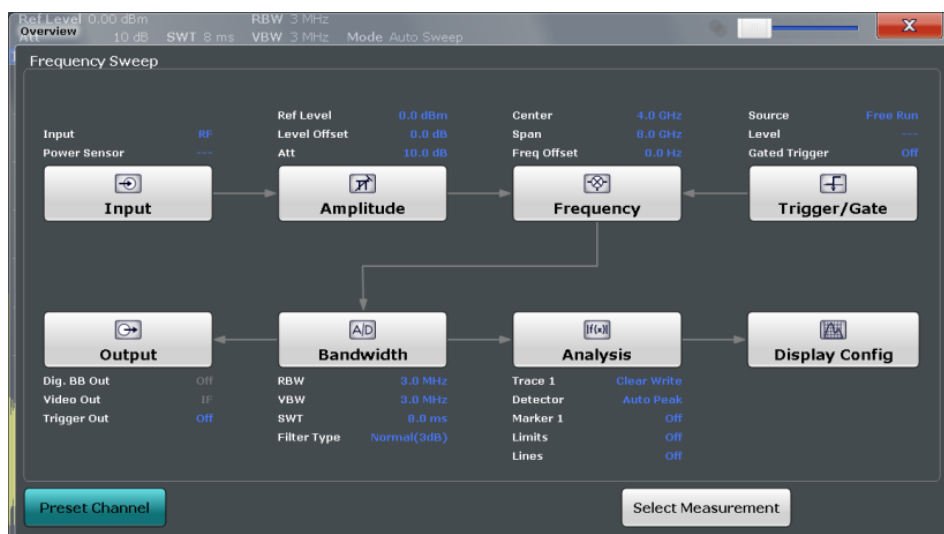 Ref Level 0.00 dBm RBW 3 MHz
Overview
Att 10 dB SWT 8 ms VBW 3 MHz Mode Auto Sweep
X
Frequency Sweep
Ref Level 0.0 dBm Center 4.0 GHz Source Free Run
Input RF Level Offset 0.0 dB Span 8.0 GHz Level ---
Power Sensor --- Att 10.0 dB Freq Offset 0.0 Hz Gated Trigger Off
Input Amplitude Frequency Trigger/Gate
A/D |f(x)|
Output Bandwidth Analysis Display Config
Dig. BB Out Off RBW 3.0 MHz Trace 1 Clear Write
Video Out IF VBW 3.0 MHz Detector Auto Peak
Trigger Out Off SWT 8.0 ms Marker 1 Off
Filter Type Normal(3dB) Limits Off
Lines Off
Preset Channel Select Measurement